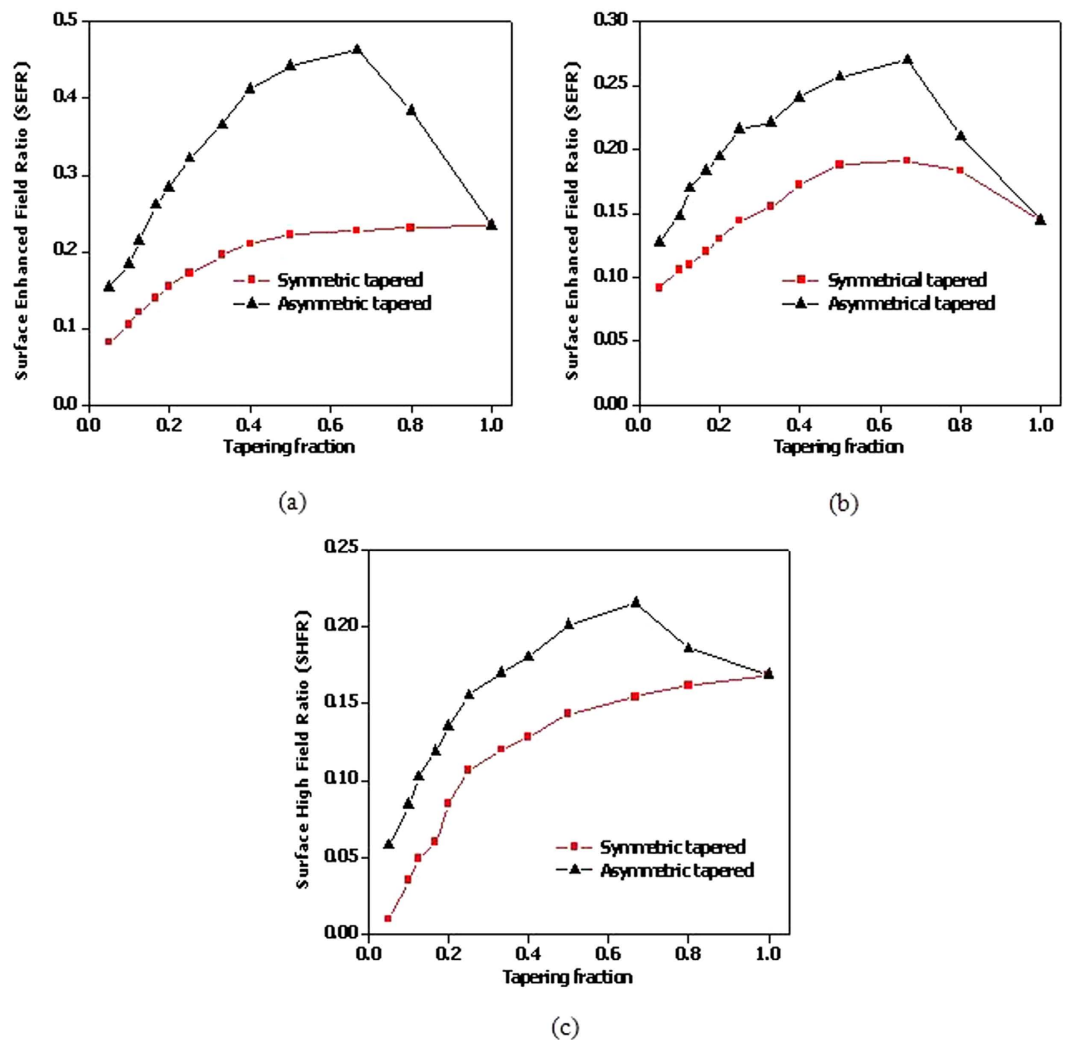 0.5
0.4
0.3
0.2
0.1
0.0
Surface Enhanced Field Ratio (SEFR)
Symmetric tapered
Asymmetric tapered
0.0 0.2 0.4 0.6 0.8 1.0
Tapering fraction
(a)
0.30
0.25
0.20
0.15
0.10
0.05
0.00
Surface Enhanced Field Ratio (SEFR)
Symmetrical tapered
Asymmetrical tapered
0.0 0.2 0.4 0.6 0.8 1.0
Tapering fraction
(b)
0.25
0.20
0.15
0.10
0.05
0.00
Surface High Field Ratio (SHFR)
Symmetric tapered
Asymmetric tapered
0.0 0.2 0.4 0.6 0.8 1.0
Tapering fraction
(c)